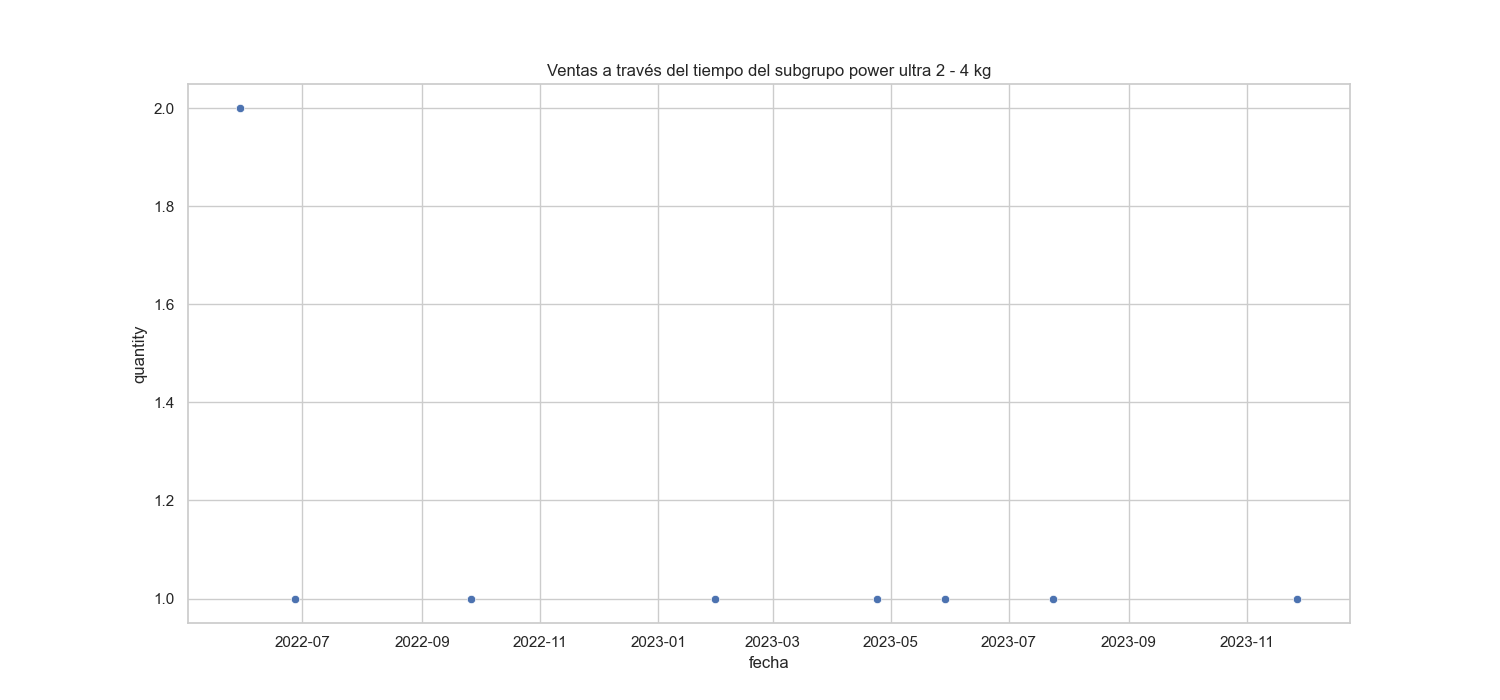 Ventas a través del tiempo del subgrupo power ultra 2 - 4 kg
2.0
1.8
1.6
1.4
1.2
1.0
quantity
2022-07 2022-09 2022-11 2023-01 2023-03 2023-05 2023-07 2023-09 2023-11
fecha